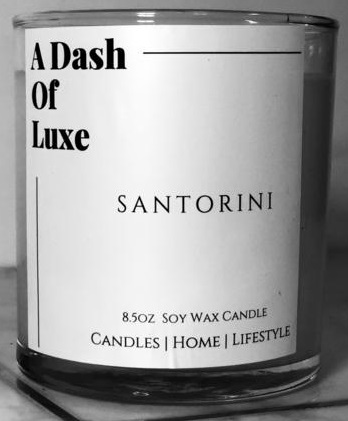 A Dash
Of
Luxe
SANTORINI
8.5OZ SOY WAX CANDLE
CANDLES | HOME | LIFESTYLE